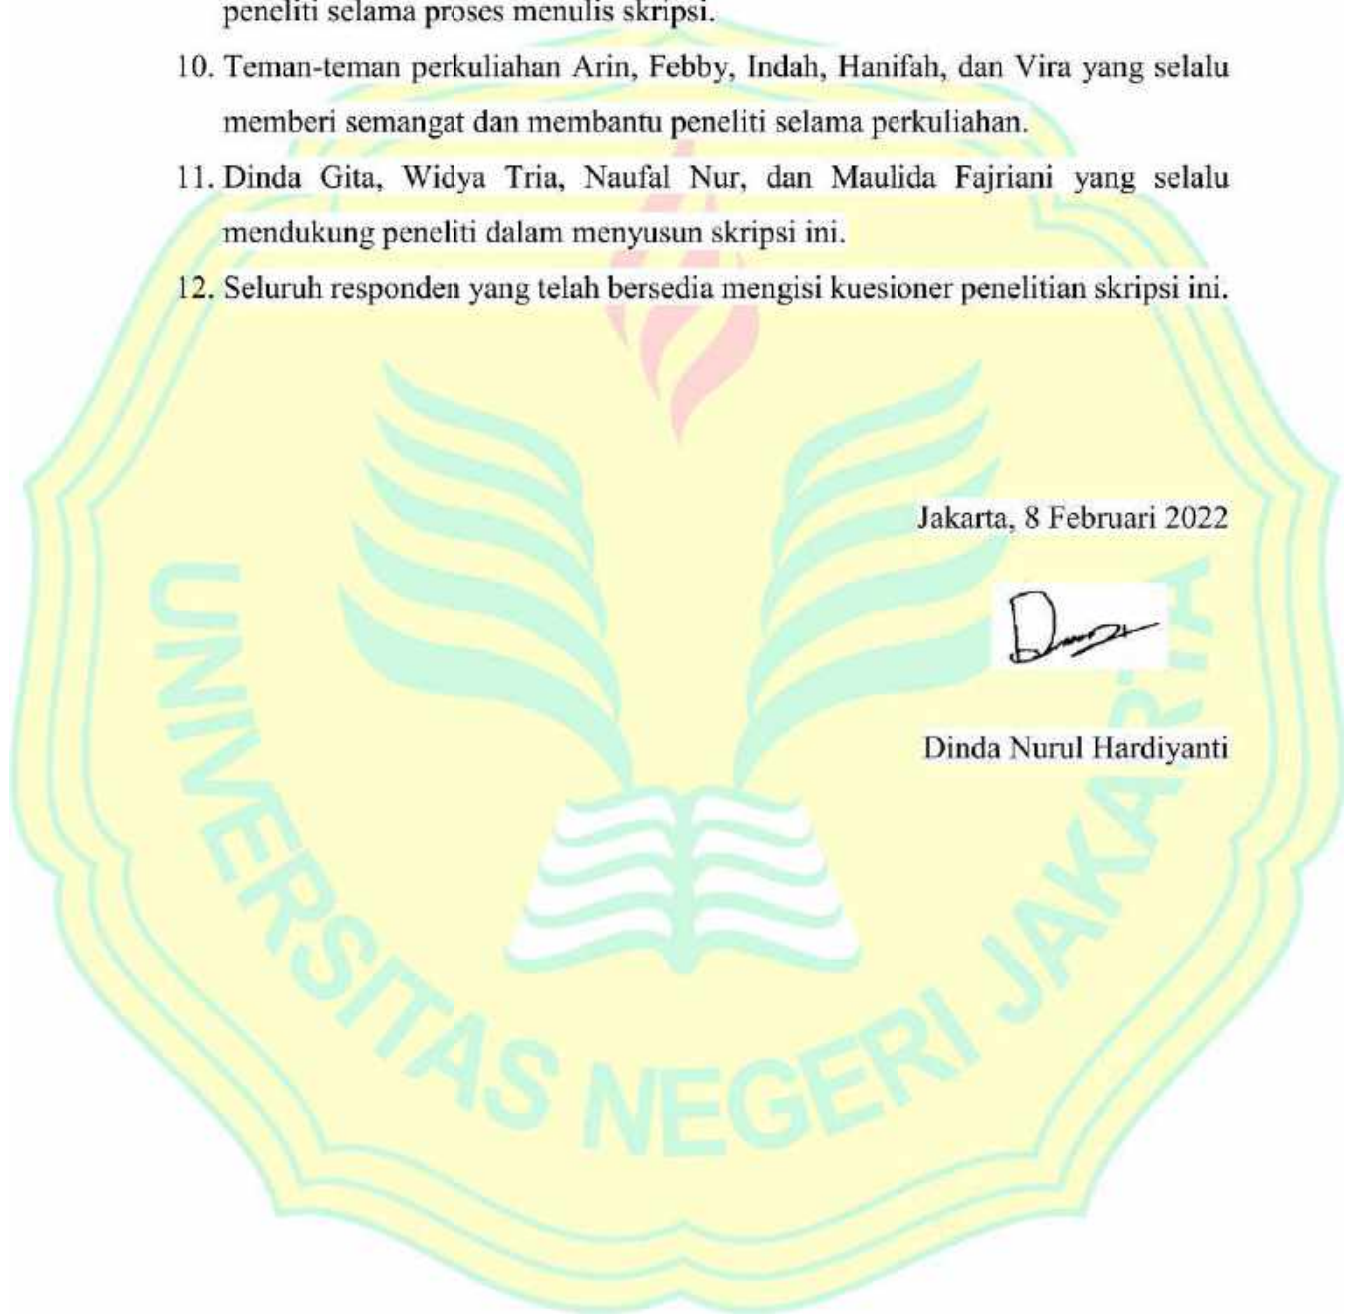 peneliti selama proses menulis skripsi.
10. Teman-teman perkuliahan Arin, Febby, Indah, Hanifah, dan Vira yang selalu
memberi semangat dan membantu peneliti selama perkuliahan.
11. Dinda Gita, Widya Tria, Naufal Nur, dan Maulida Fajriani yang selalu
mendukung peneliti dalam menyusun skripsi ini.
12. Seluruh responden yang telah bersedia mengisi kuesioner penelitian skripsi ini.
Jakarta, 8 Februari 2022
Dinda Nurul Hardiyanti
UNIVERSITAS NEGERI JAKARTA